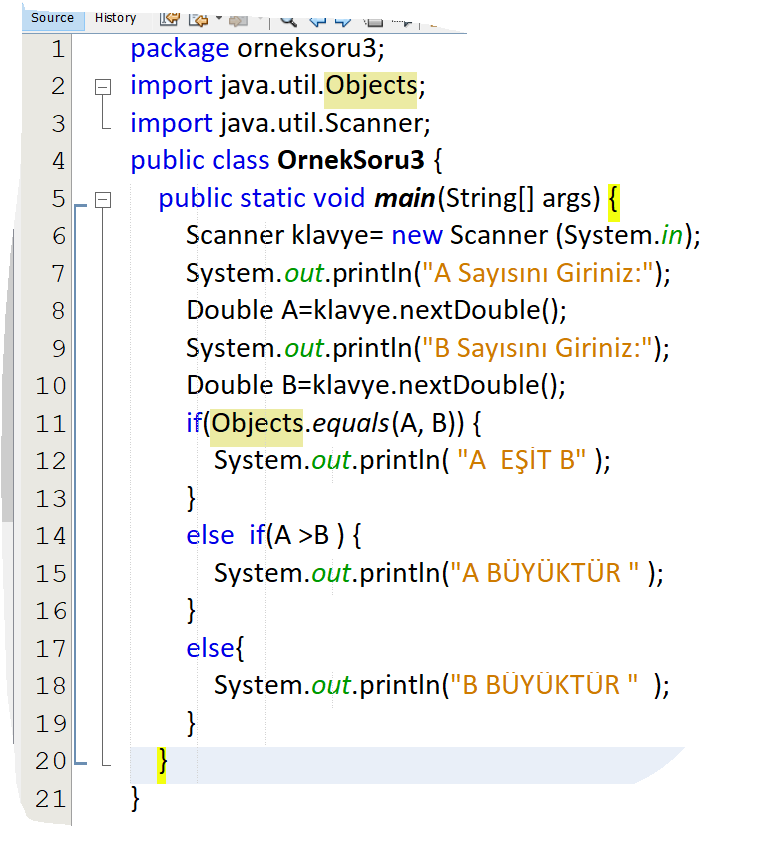 Source History
1 package orneksoru3;
2 import java.util.Objects;
3 import java.util.Scanner;
4 public class OrnekSoru3 {
5 public static void main(String[] args) {
6 Scanner klavye= new Scanner (System.in);
7 System.out.println("A Sayısını Giriniz:");
8 Double A=klavye.nextDouble();
9 System.out.println("B Sayısını Giriniz:");
10 Double B=klavye.nextDouble();
11 if(Objects.equals(A, B)) {
12 System.out.println( "A  EŞİT B" );
13 }
14 else  if(A >B ) {
15 System.out.println("A BÜYÜKTÜR " );
16 }
17 else{
18 System.out.println("B BÜYÜKTÜR "  );
19 }
20 }
21 }